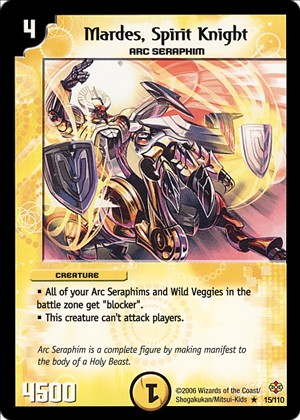 4
Mardes, Spirit Knight
ARC SERAPHIM
CREATURE
■ All of your Arc Seraphims and Wild Veggies in the
battle zone get "blocker".
■ This creature can't attack players.
Arc Seraphim is a complete figure by making manifest to
the body of a Holy Beast.
4500
1
©2006 Wizards of the Coast/
Shogakukan/Mitsui-Kids ★ 15/110